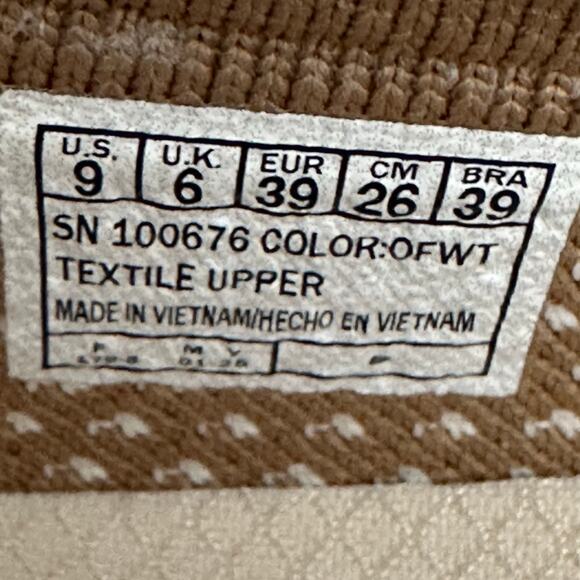 U.S. U.K. EUR CM BRA
9 6 39 26 39
SN 100676 COLOR:OFWT
TEXTILE UPPER
MADE IN VIETNAM/HECHO EN VIETNAM
F M Y